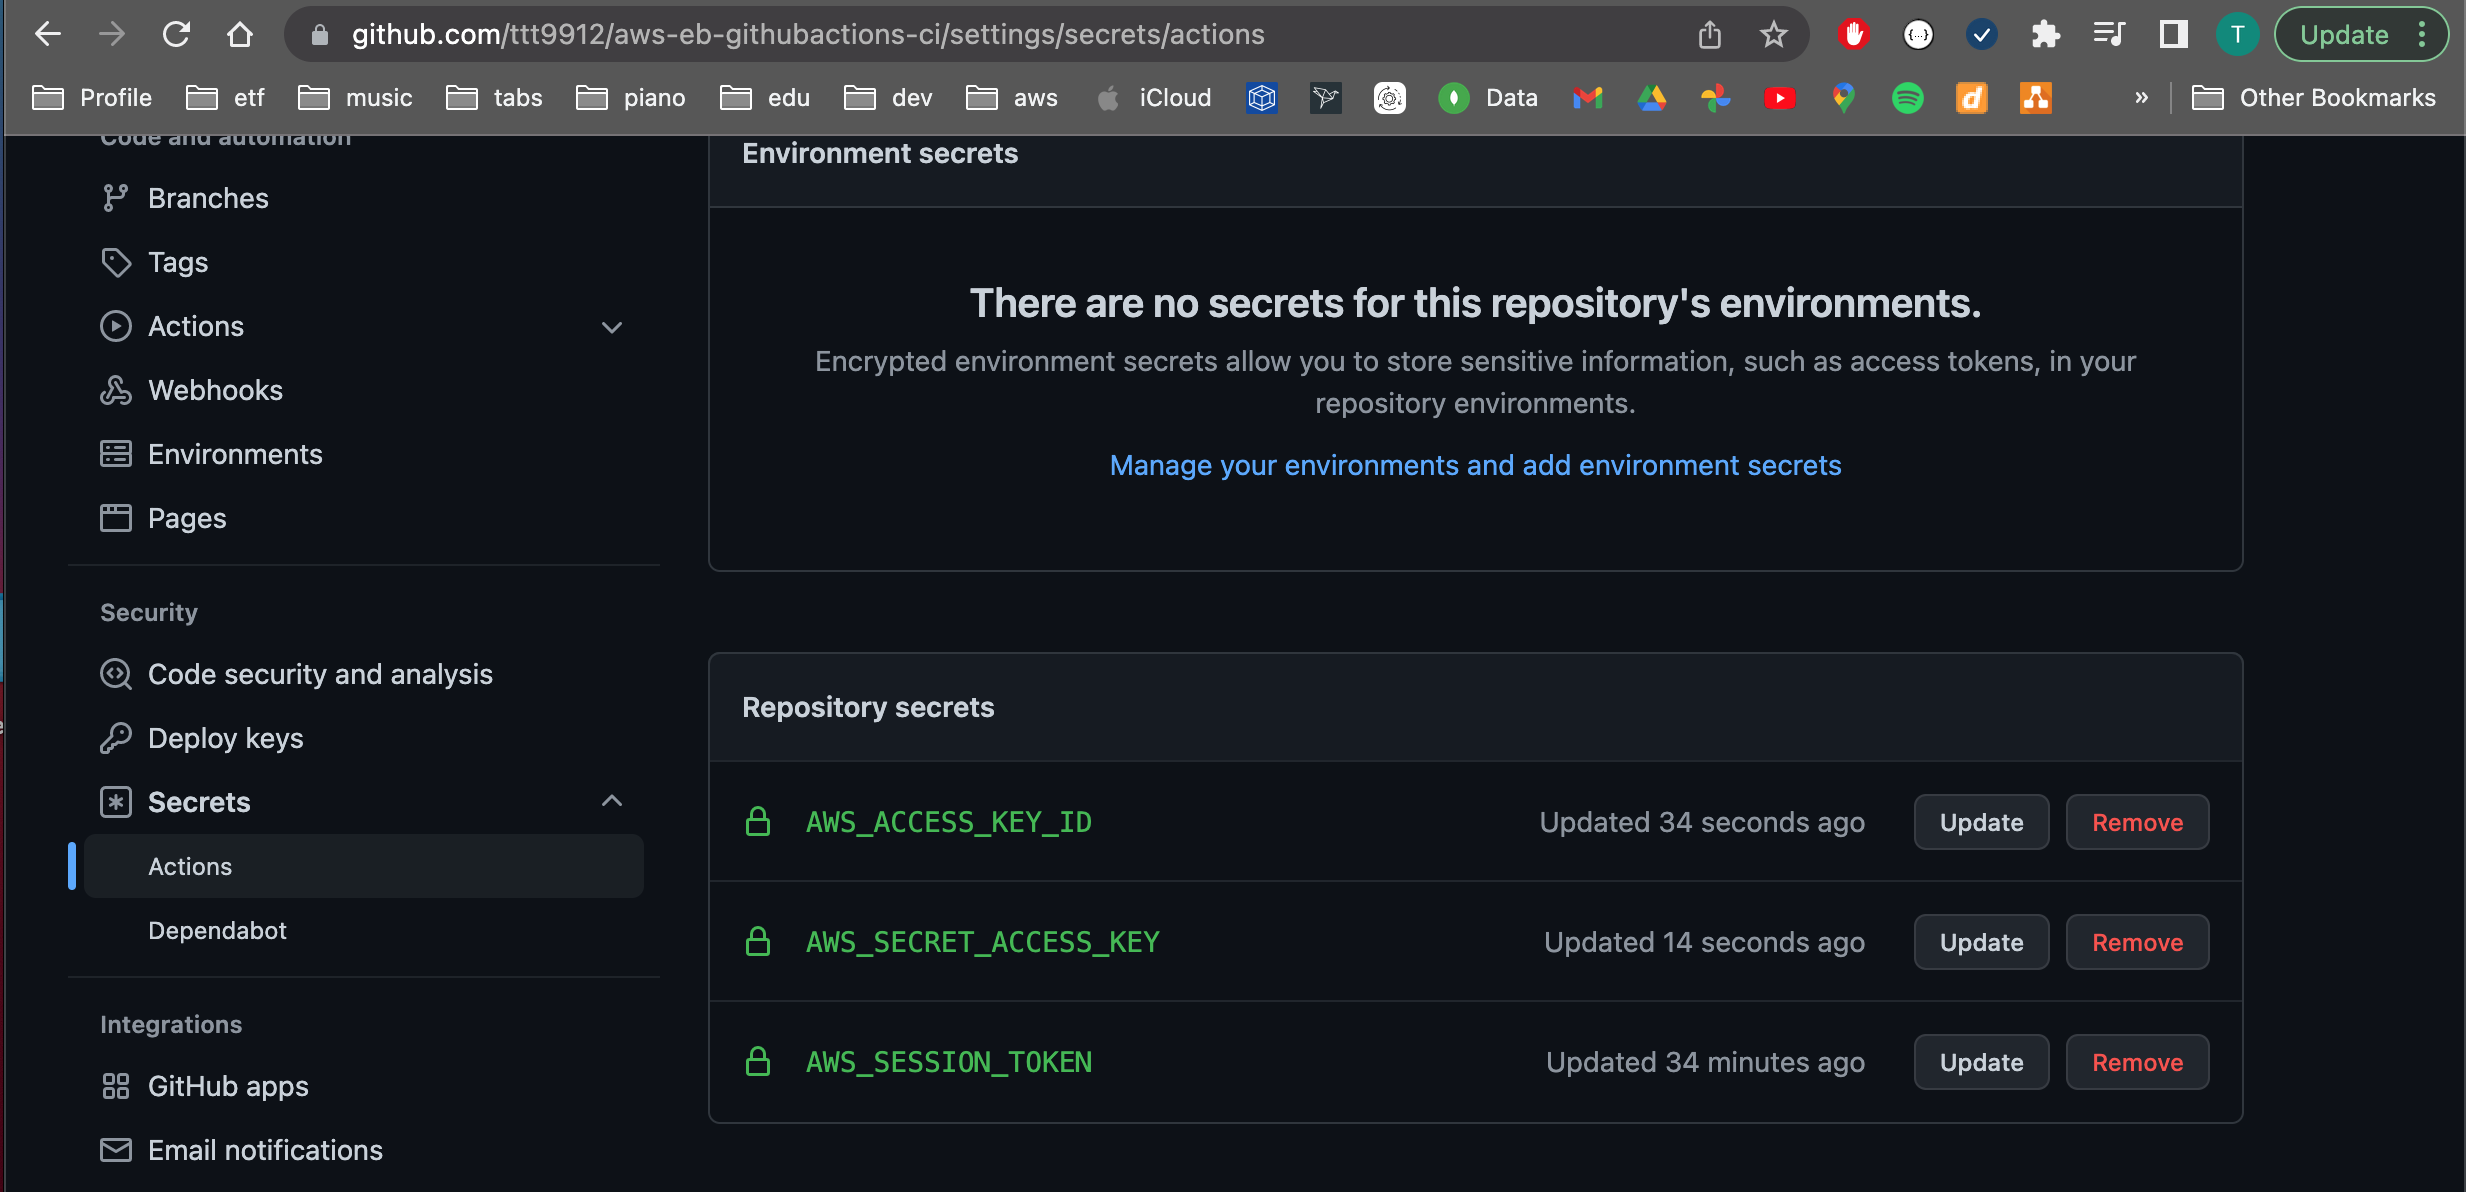 github.com/ttt9912/aws-eb-githubactions-ci/settings/secrets/actions
T
Update
Profile
etf
music
tabs
piano
edu
dev
aws
iCloud
Data
»
Other Bookmarks
Code and automation
Branches
Tags
Actions
Webhooks
Environments
Pages
Security
Code security and analysis
Deploy keys
Secrets
Actions
Dependabot
Integrations
GitHub apps
Email notifications
Environment secrets
There are no secrets for this repository's environments.
Encrypted environment secrets allow you to store sensitive information, such as access tokens, in your
repository environments.
Manage your environments and add environment secrets
Repository secrets
AWS_ACCESS_KEY_ID Updated 34 seconds ago Update Remove
AWS_SECRET_ACCESS_KEY Updated 14 seconds ago Update Remove
AWS_SESSION_TOKEN Updated 34 minutes ago Update Remove